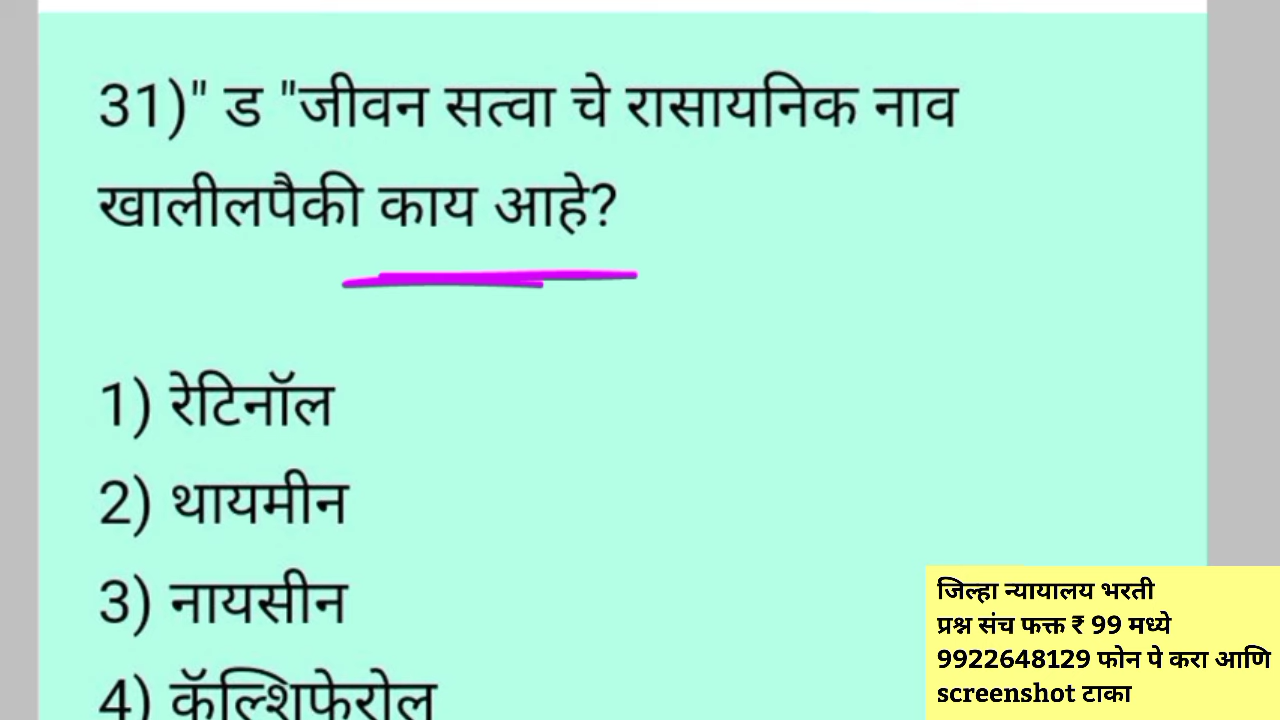 31)" ड "जीवन सत्वा चे रासायनिक नाव
खालीलपैकी काय आहे?
1) रेटिनॉल
2) थायमीन
3) नायसीन
4) कॅल्शिफेरोल
जिल्हा न्यायालय भरती
प्रश्न संच फक्त ₹ 99 मध्ये
9922648129 फोन पे करा आणि
screenshot टाका